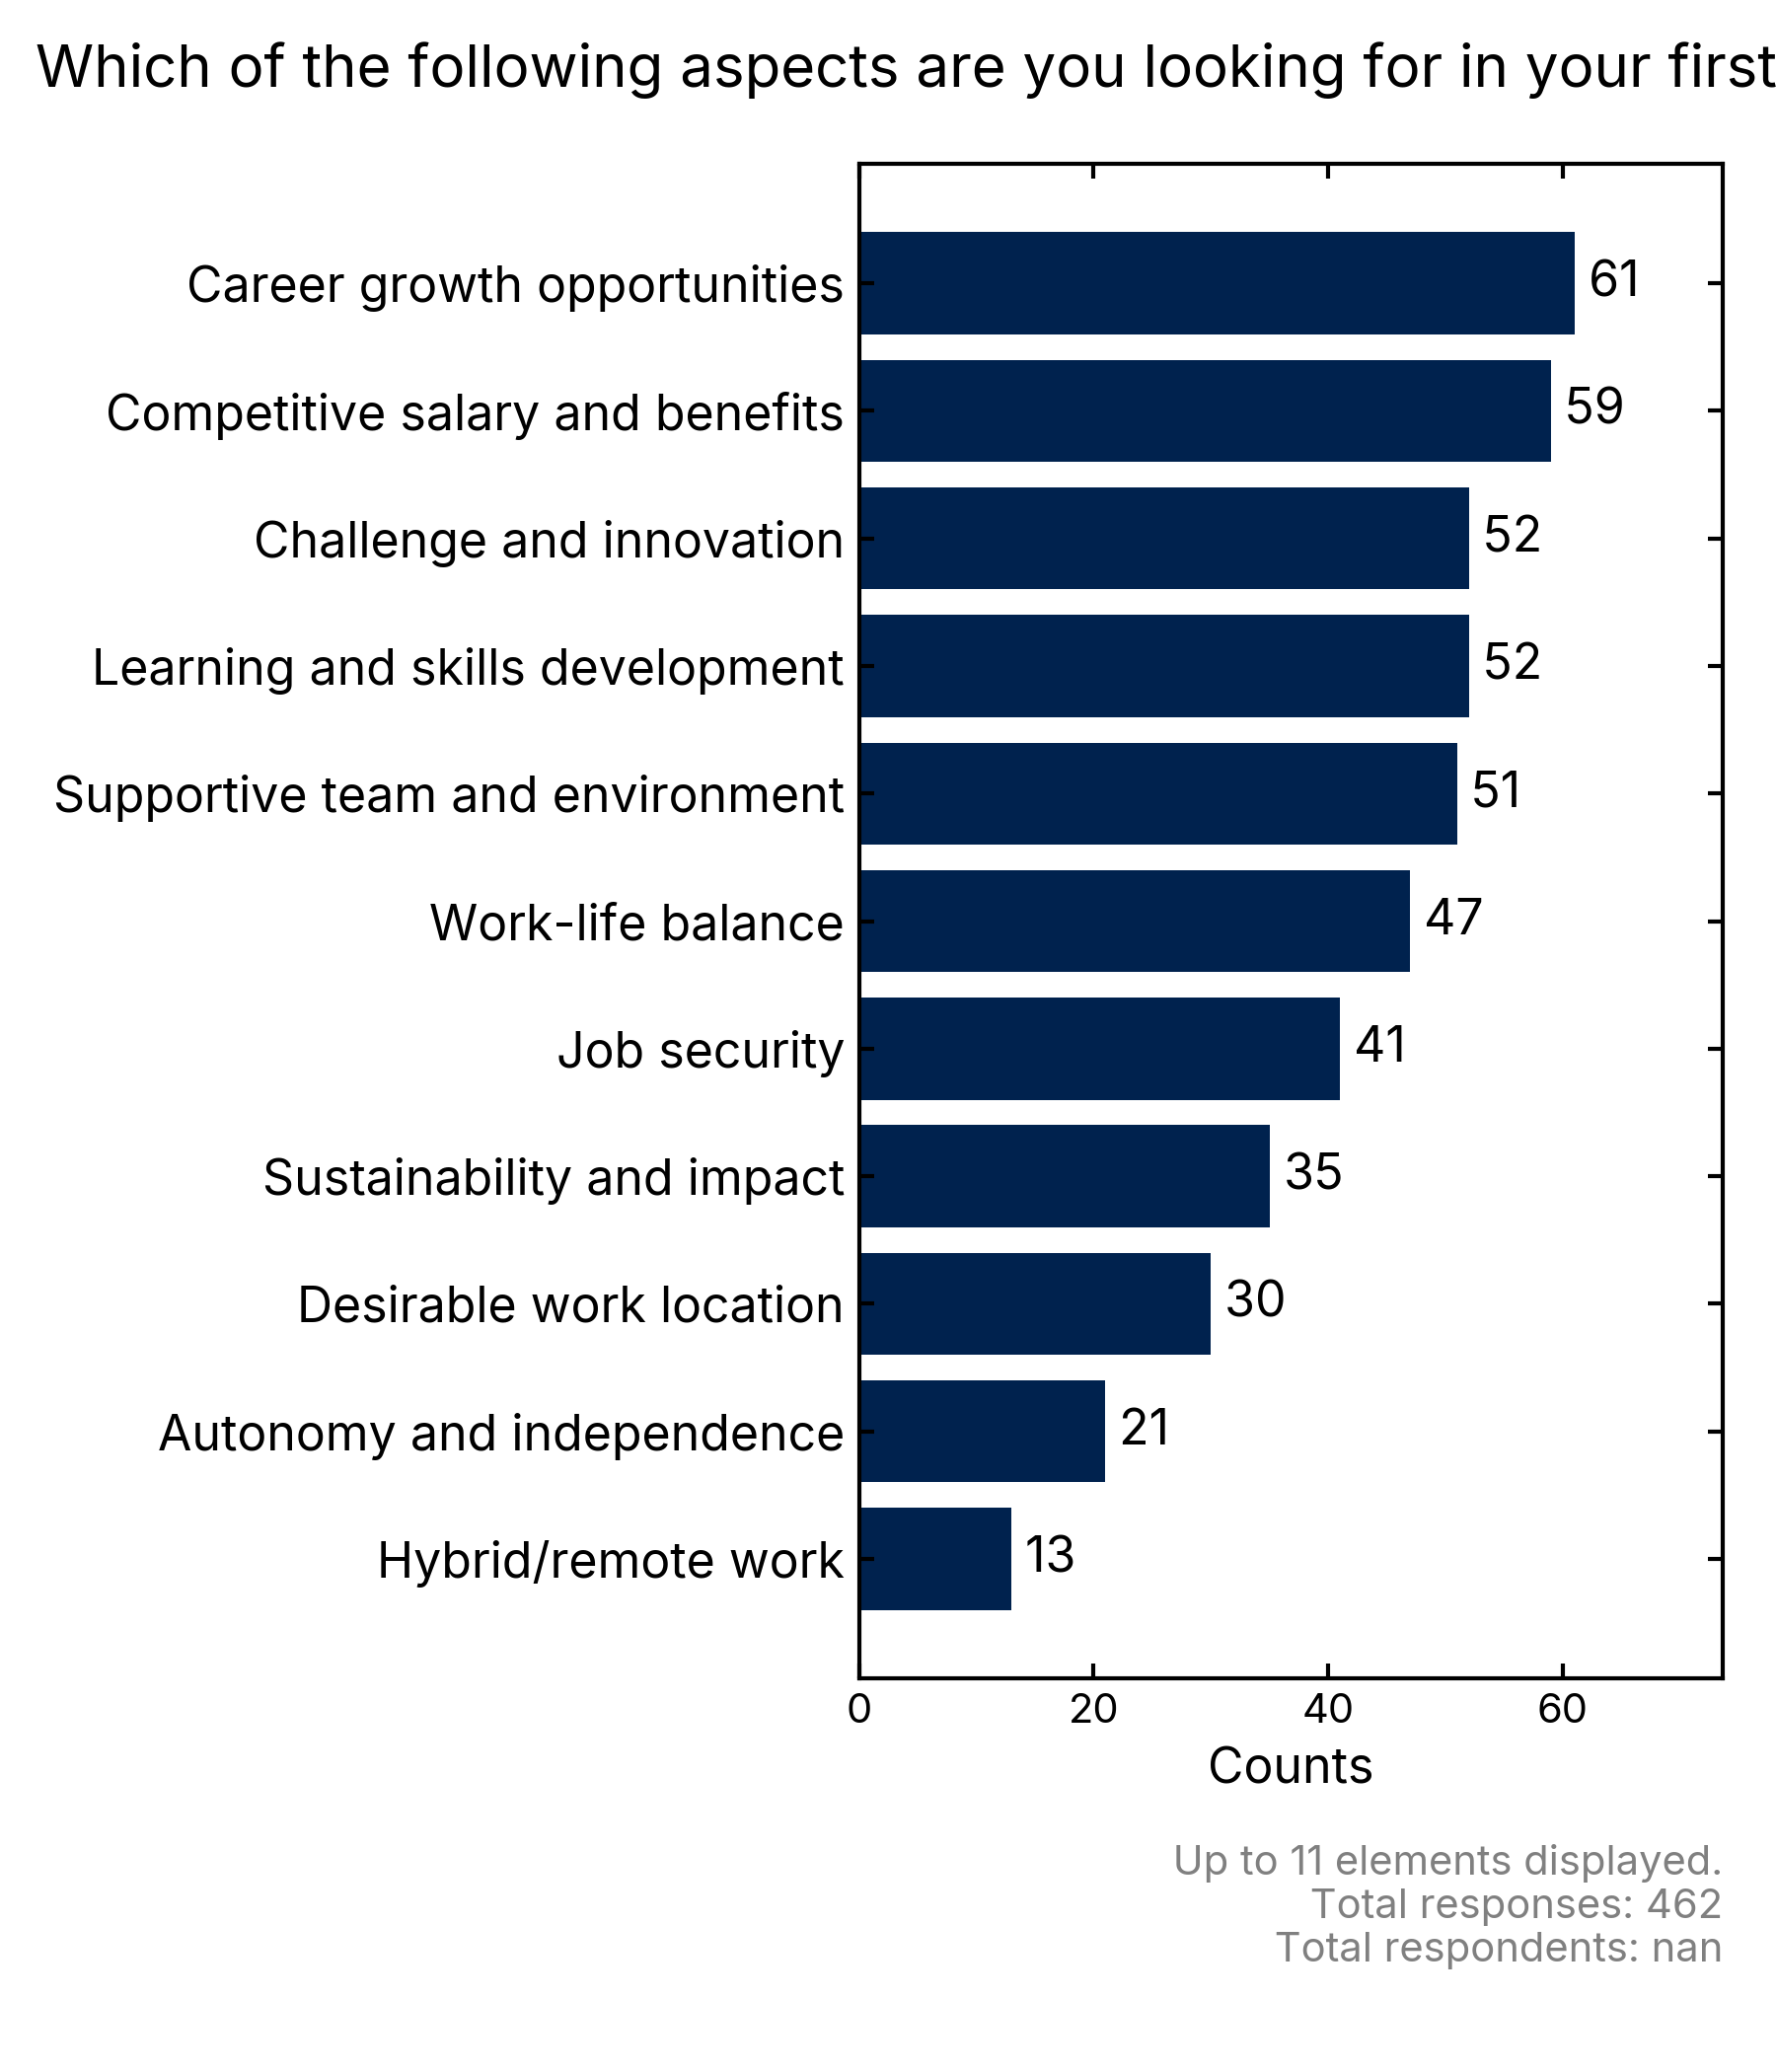 Which of the following aspects are you looking for in your first
Career growth opportunities 61
Competitive salary and benefits 59
Challenge and innovation 52
Learning and skills development 52
Supportive team and environment 51
Work-life balance 47
Job security 41
Sustainability and impact 35
Desirable work location 30
Autonomy and independence 21
Hybrid/remote work 13
0 20 40 60
Counts
Up to 11 elements displayed.
Total responses: 462
Total respondents: nan